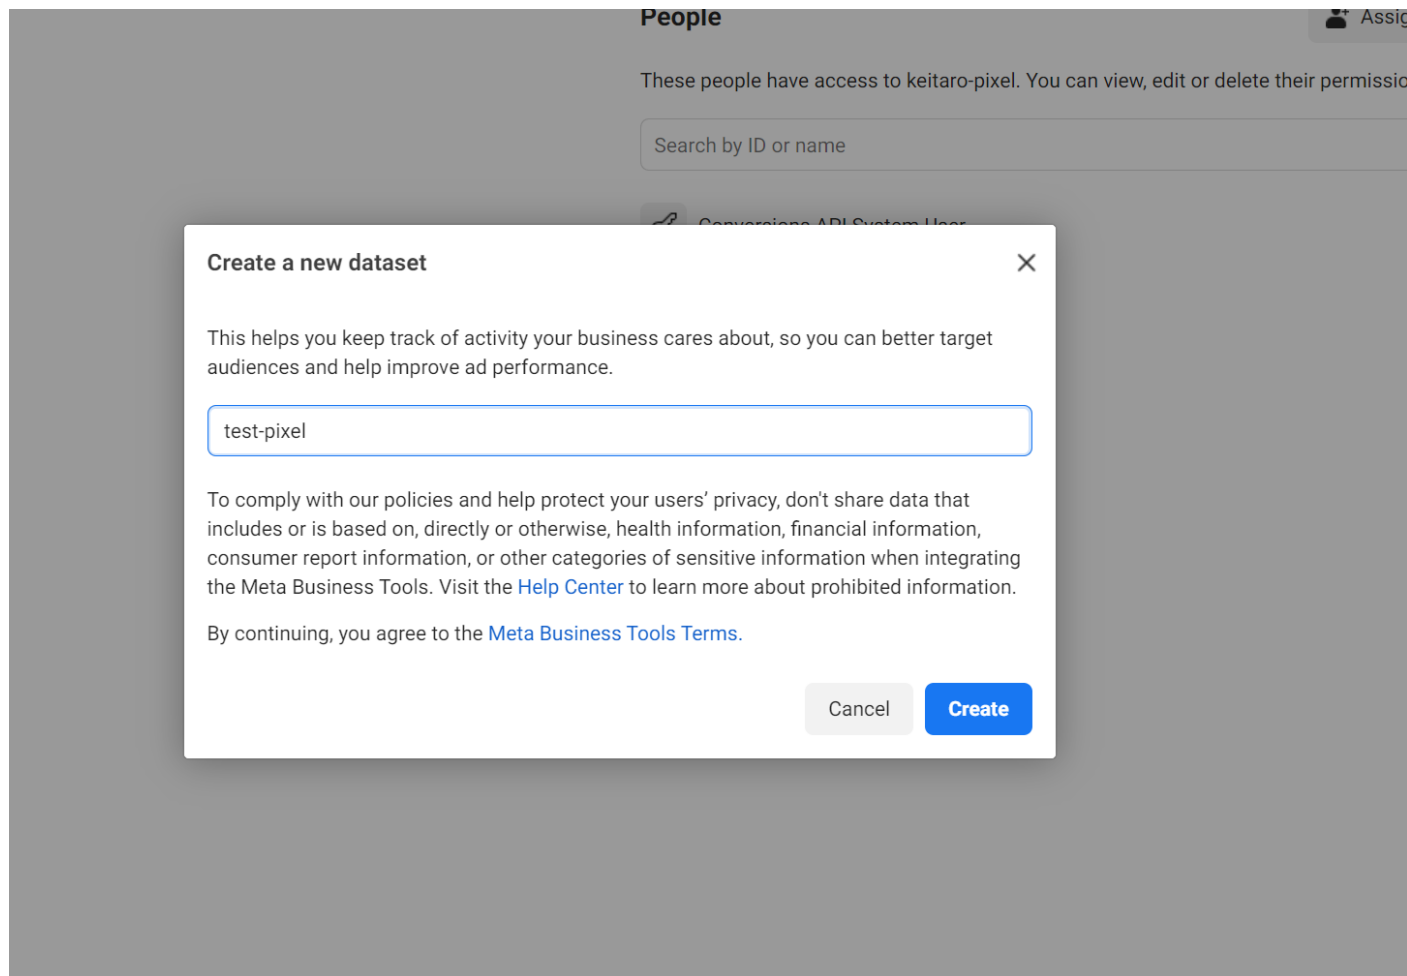 People
Assig
These people have access to keitaro-pixel. You can view, edit or delete their permissio
Search by ID or name
Conversions API System User
Create a new dataset
This helps you keep track of activity your business cares about, so you can better target
audiences and help improve ad performance.
test-pixel
To comply with our policies and help protect your users’ privacy, don't share data that
includes or is based on, directly or otherwise, health information, financial information,
consumer report information, or other categories of sensitive information when integrating
the Meta Business Tools. Visit the Help Center to learn more about prohibited information.
By continuing, you agree to the Meta Business Tools Terms.
Cancel
Create